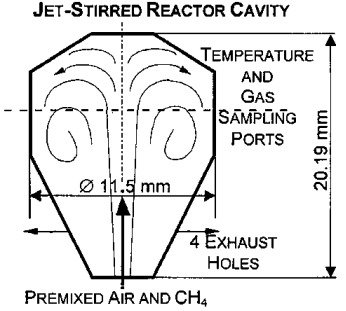 JET-STIRRED REACTOR CAVITY
TEMPERATURE
AND
GAS
SAMPLING
PORTS
20.19 mm
Ø 11.5 mm
4 EXHAUST
HOLES
PREMIXED AIR AND CH₄